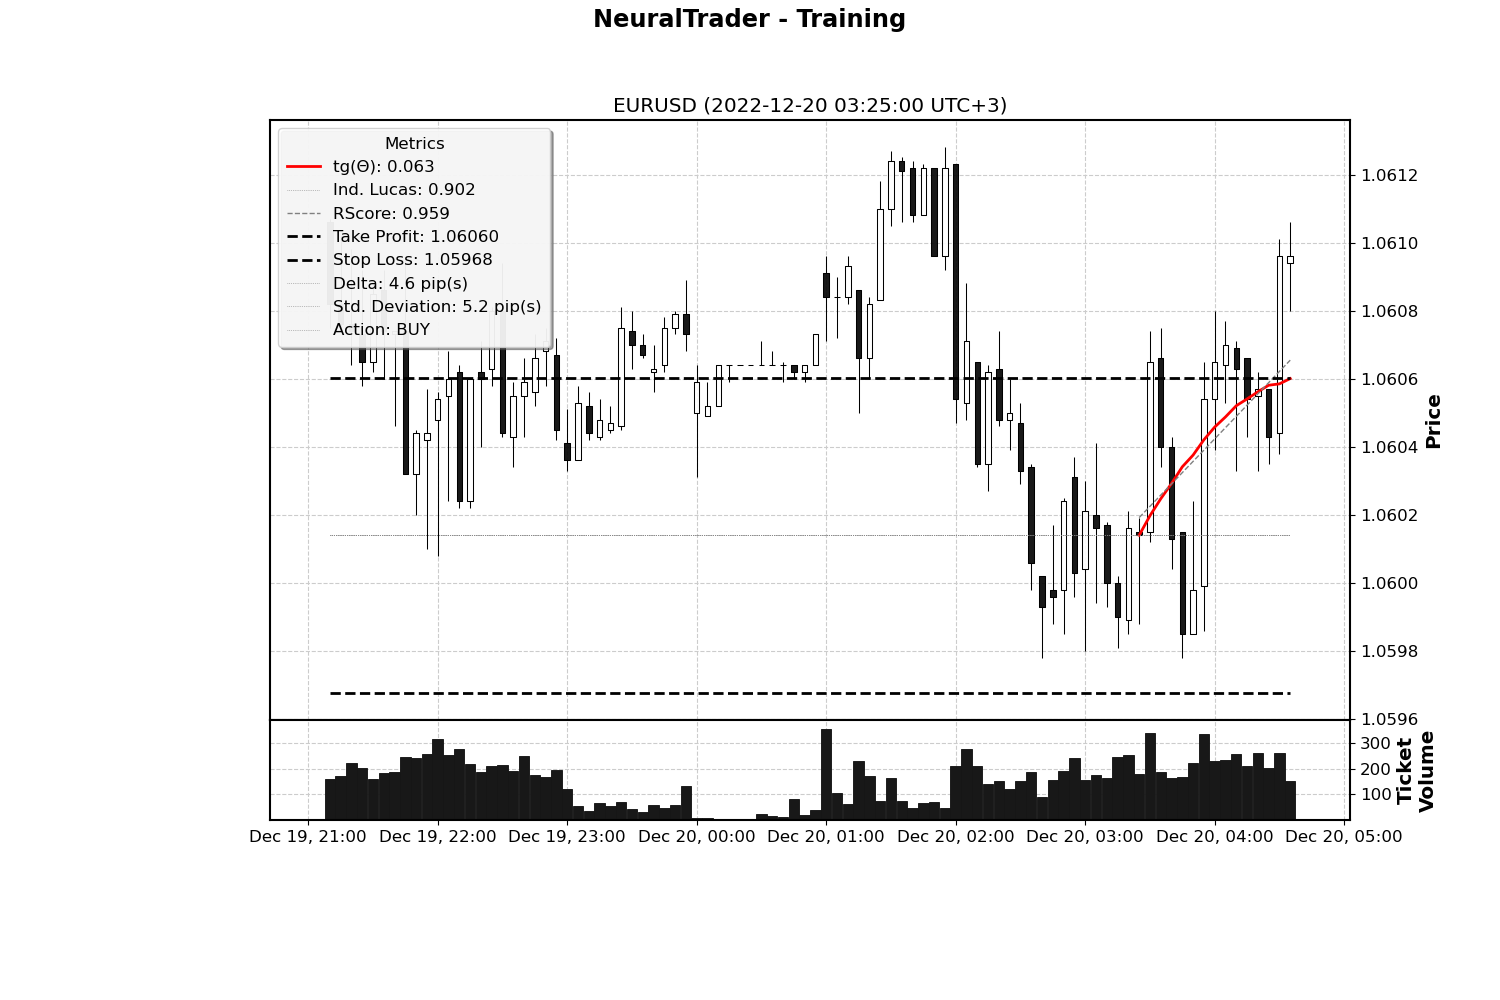 NeuralTrader - Training
EURUSD (2022-12-20 03:25:00 UTC+3)
Metrics
tg(Θ): 0.063
Ind. Lucas: 0.902
RScore: 0.959
Take Profit: 1.06060
Stop Loss: 1.05968
Delta: 4.6 pip(s)
Std. Deviation: 5.2 pip(s)
Action: BUY
1.0612
1.0610
1.0608
1.0606
1.0604
1.0602
1.0600
1.0598
1.0596
Price
300
200
100
Ticket
Volume
Dec 19, 21:00
Dec 19, 22:00
Dec 19, 23:00
Dec 20, 00:00
Dec 20, 01:00
Dec 20, 02:00
Dec 20, 03:00
Dec 20, 04:00
Dec 20, 05:00